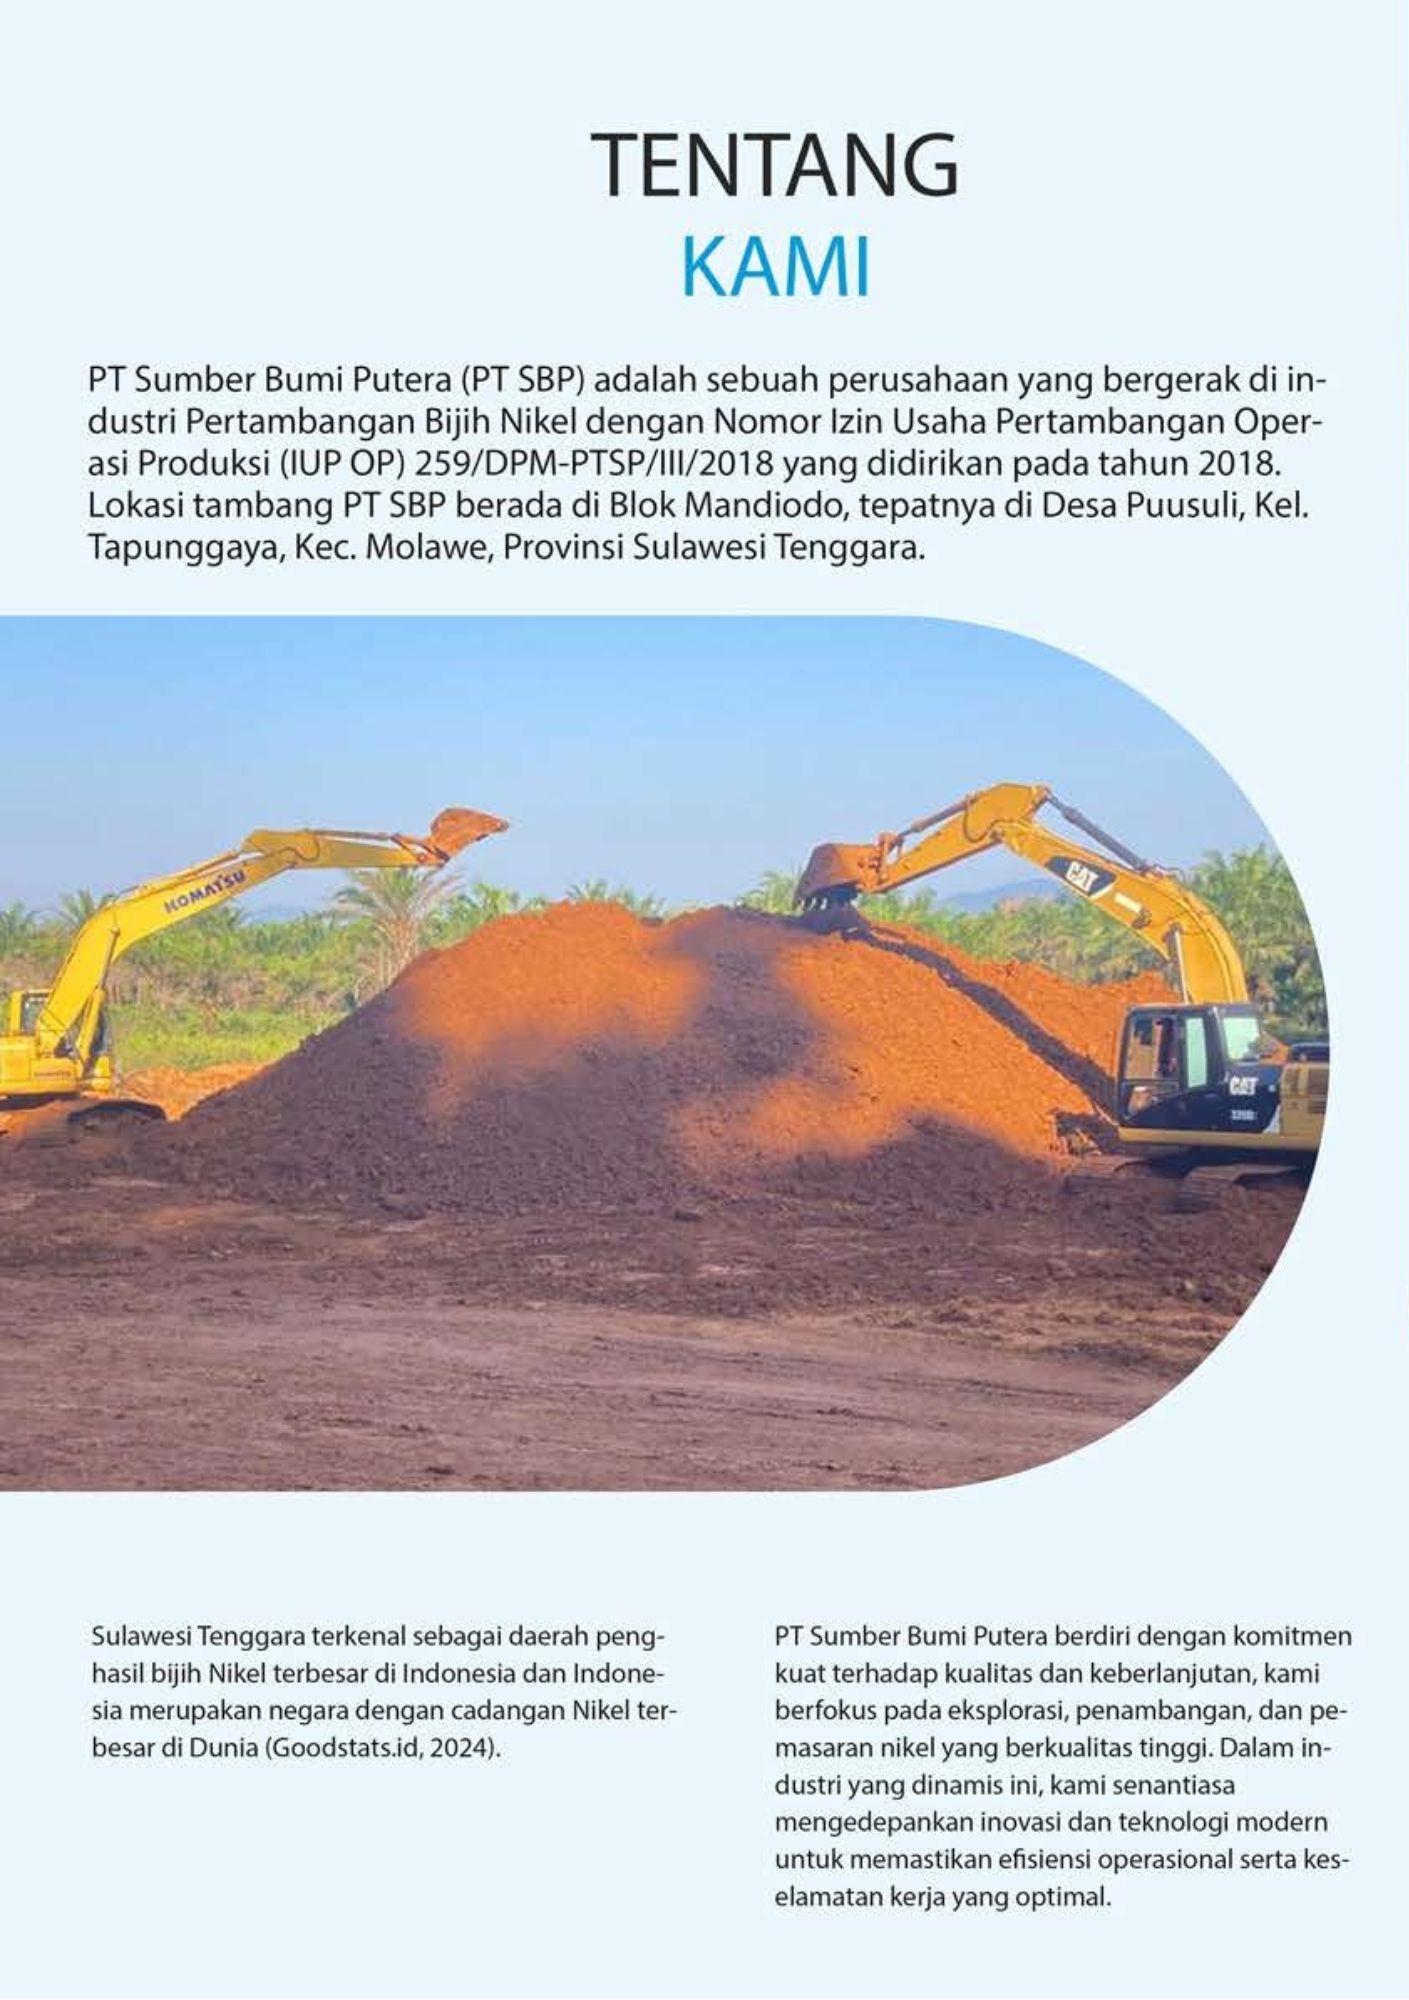 TENTANG
KAMI
PT Sumber Bumi Putera (PT SBP) adalah sebuah perusahaan yang bergerak di in-
dustri Pertambangan Bijih Nikel dengan Nomor Izin Usaha Pertambangan Oper-
asi Produksi (IUP OP) 259/DPM-PTSP/III/2018 yang didirikan pada tahun 2018.
Lokasi tambang PT SBP berada di Blok Mandiodo, tepatnya di Desa Puusuli, Kel.
Tapunggaya, Kec. Molawe, Provinsi Sulawesi Tenggara.
KOMATSU
CAT
CAT
Sulawesi Tenggara terkenal sebagai daerah peng-
hasil bijih Nikel terbesar di Indonesia dan Indone-
sia merupakan negara dengan cadangan Nikel ter-
besar di Dunia (Goodstats.id, 2024).
PT Sumber Bumi Putera berdiri dengan komitmen
kuat terhadap kualitas dan keberlanjutan, kami
berfokus pada eksplorasi, penambangan, dan pe-
masaran nikel yang berkualitas tinggi. Dalam in-
dustri yang dinamis ini, kami senantiasa
mengedepankan inovasi dan teknologi modern
untuk memastikan efisiensi operasional serta kes-
elamatan kerja yang optimal.